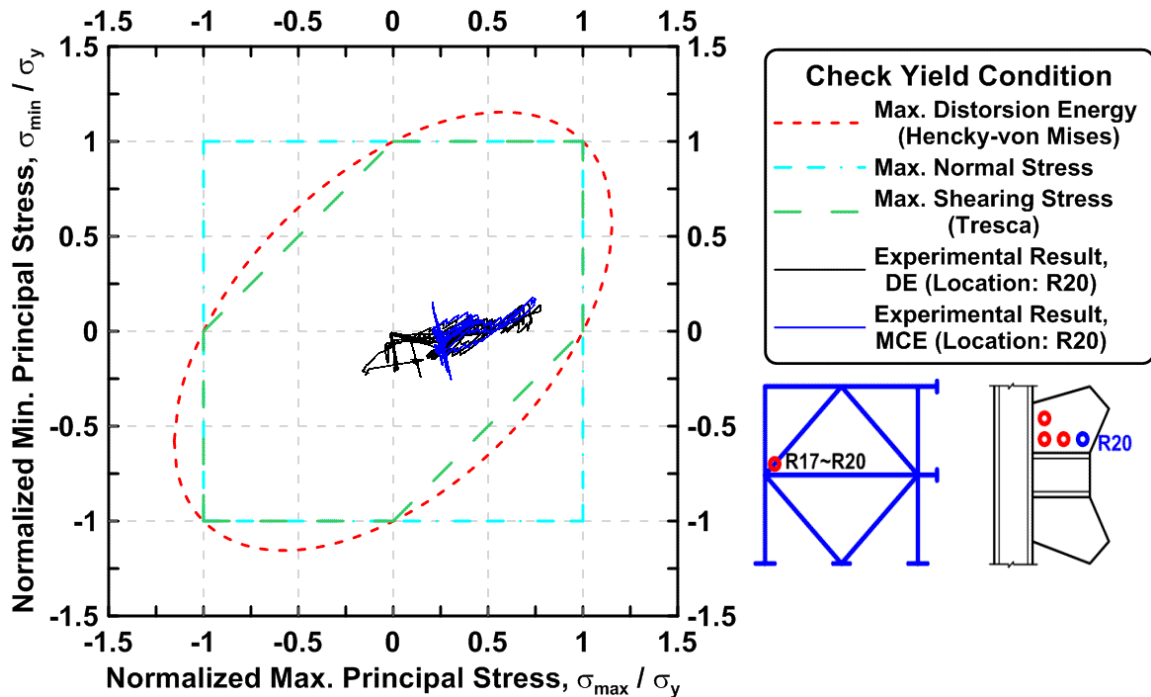 -1.5 -1 -0.5 0 0.5 1 1.5
1.5 1.5
1 1
0.5 0.5
0 0
-0.5 -0.5
-1 -1
-1.5 -1.5
-1.5 -1 -0.5 0 0.5 1 1.5
Normalized Min. Principal Stress, σmin / σy
Normalized Max. Principal Stress, σmax / σy
Check Yield Condition
Max. Distorsion Energy
(Hencky-von Mises)
Max. Normal Stress
Max. Shearing Stress
(Tresca)
Experimental Result,
DE (Location: R20)
Experimental Result,
MCE (Location: R20)
R17~R20
R20